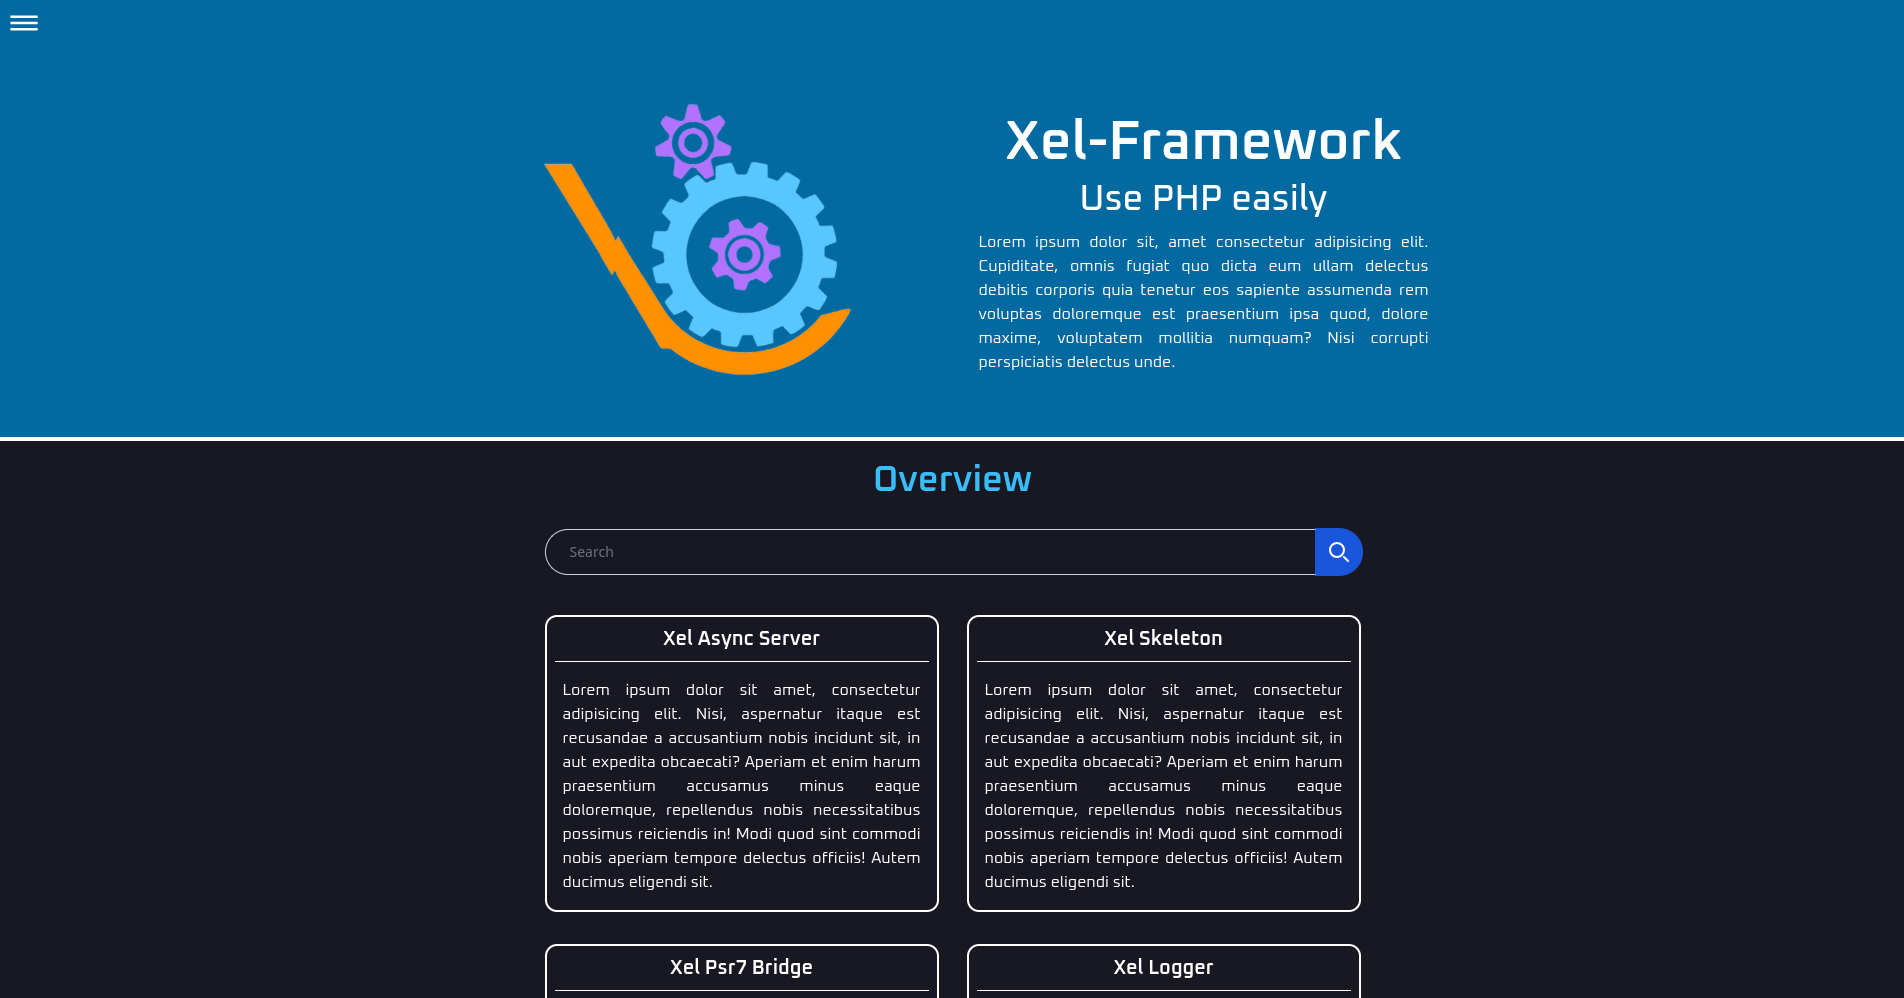 Xel-Framework
Use PHP easily
Lorem ipsum dolor sit, amet consectetur adipisicing elit.
Cupiditate, omnis fugiat quo dicta eum ullam delectus
debitis corporis quia tenetur eos sapiente assumenda rem
voluptas doloremque est praesentium ipsa quod, dolore
maxime, voluptatem mollitia numquam? Nisi corrupti
perspiciatis delectus unde.
Overview
Search
Xel Async Server
Lorem ipsum dolor sit amet, consectetur
adipisicing elit. Nisi, aspernatur itaque est
recusandae a accusantium nobis incidunt sit, in
aut expedita obcaecati? Aperiam et enim harum
praesentium accusamus minus eaque
doloremque, repellendus nobis necessitatibus
possimus reiciendis in! Modi quod sint commodi
nobis aperiam tempore delectus officiis! Autem
ducimus eligendi sit.
Xel Skeleton
Lorem ipsum dolor sit amet, consectetur
adipisicing elit. Nisi, aspernatur itaque est
recusandae a accusantium nobis incidunt sit, in
aut expedita obcaecati? Aperiam et enim harum
praesentium accusamus minus eaque
doloremque, repellendus nobis necessitatibus
possimus reiciendis in! Modi quod sint commodi
nobis aperiam tempore delectus officiis! Autem
ducimus eligendi sit.
Xel Psr7 Bridge
Xel Logger